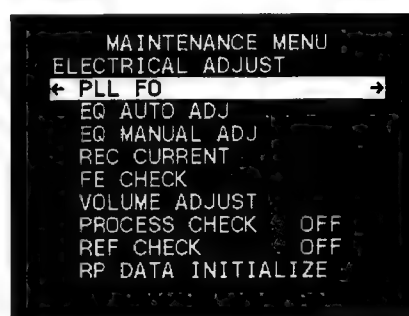 MAINTENANCE MENU
ELECTRICAL ADJUST
← PLL FO →
EQ AUTO ADJ
EQ MANUAL ADJ
REC CURRENT
FE CHECK
VOLUME ADJUST
PROCESS CHECK OFF
REF CHECK OFF
RP DATA INITIALIZE